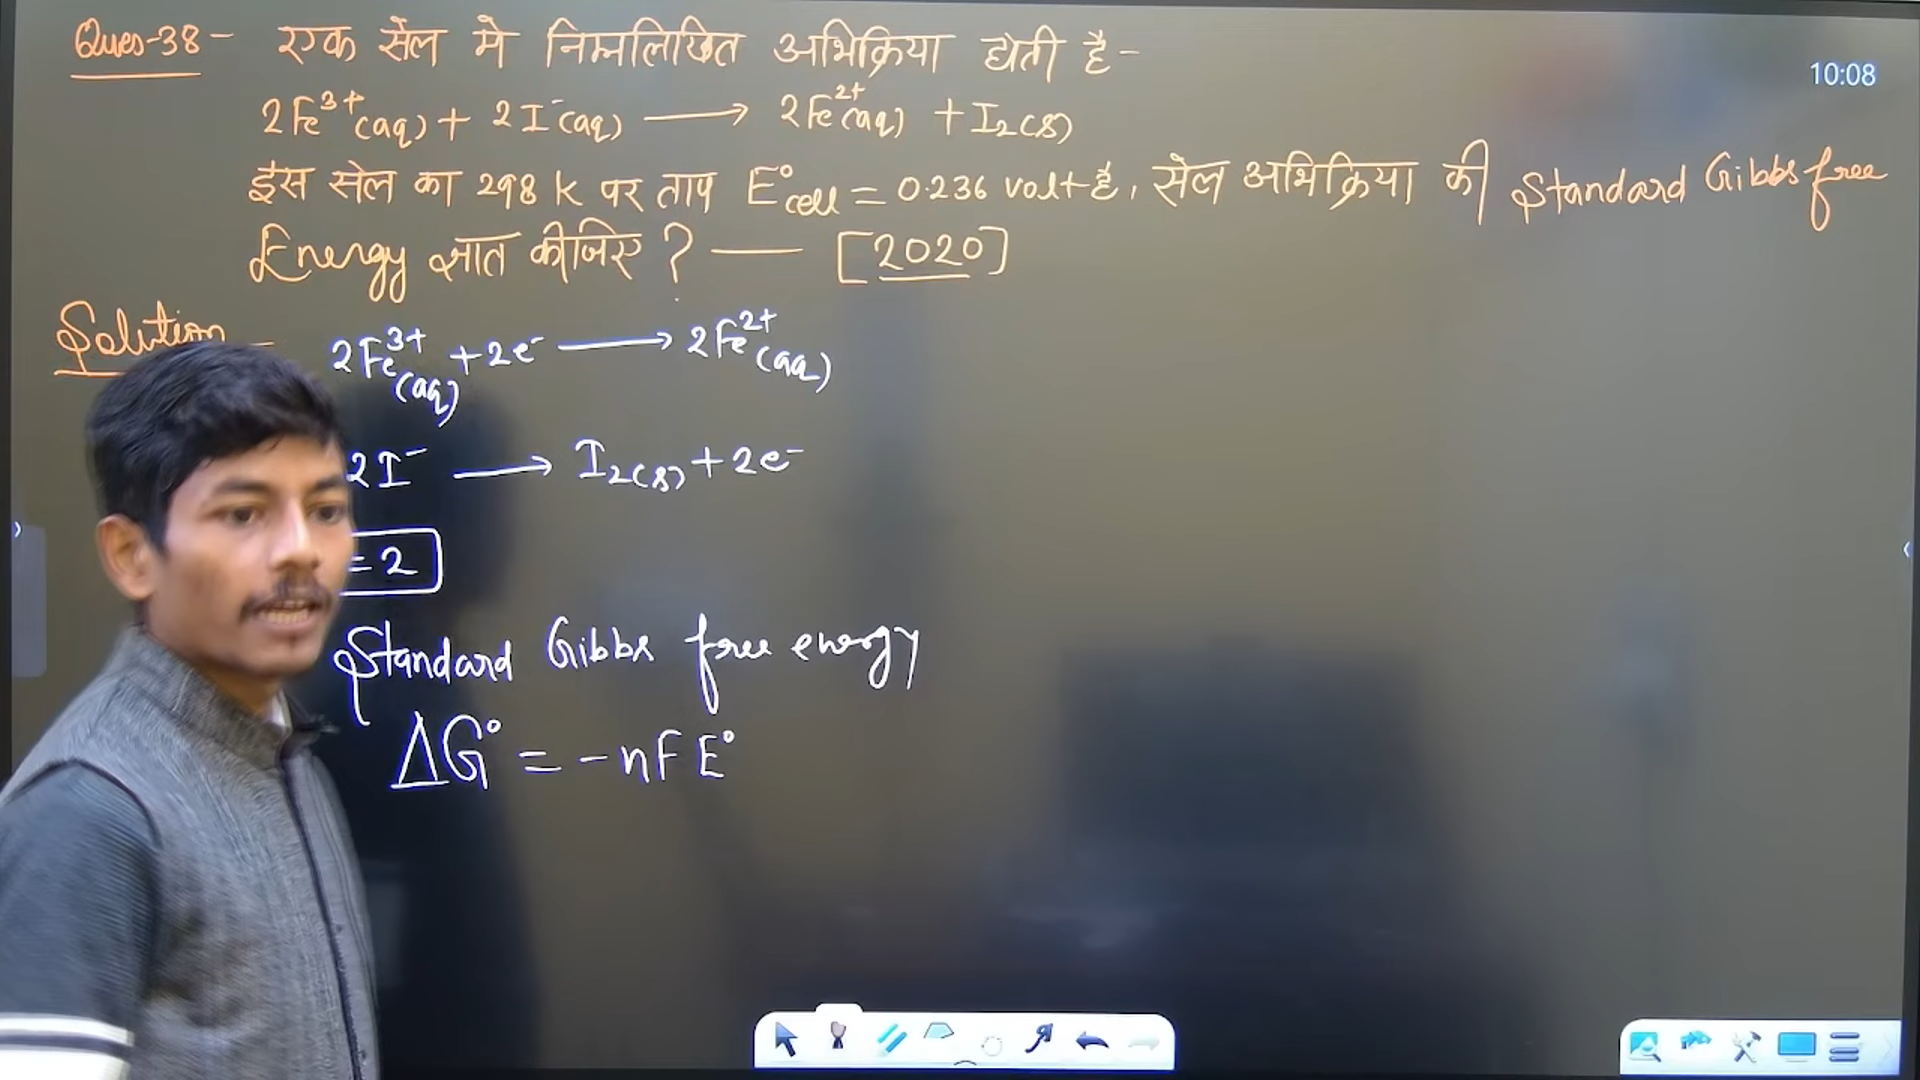 Ques-38- एक सेल मे निम्नलिखित अभिक्रिया होती है-
10:08
2Fe³⁺(aq) + 2I⁻(aq) ⟶ 2Fe²⁺(aq) + I₂(s)
इस सेल का 298 K पर ताप E°cell = 0.236 volt है, सेल अभिक्रिया की Standard Gibbs free
Energy ज्ञात कीजिए ? — [2020]
Solution -
2Fe³⁺(aq) + 2e⁻ ⟶ 2Fe²⁺(aq)
2I⁻ ⟶ I₂(s) + 2e⁻
= 2
Standard Gibbs free energy
ΔG° = -nFE°